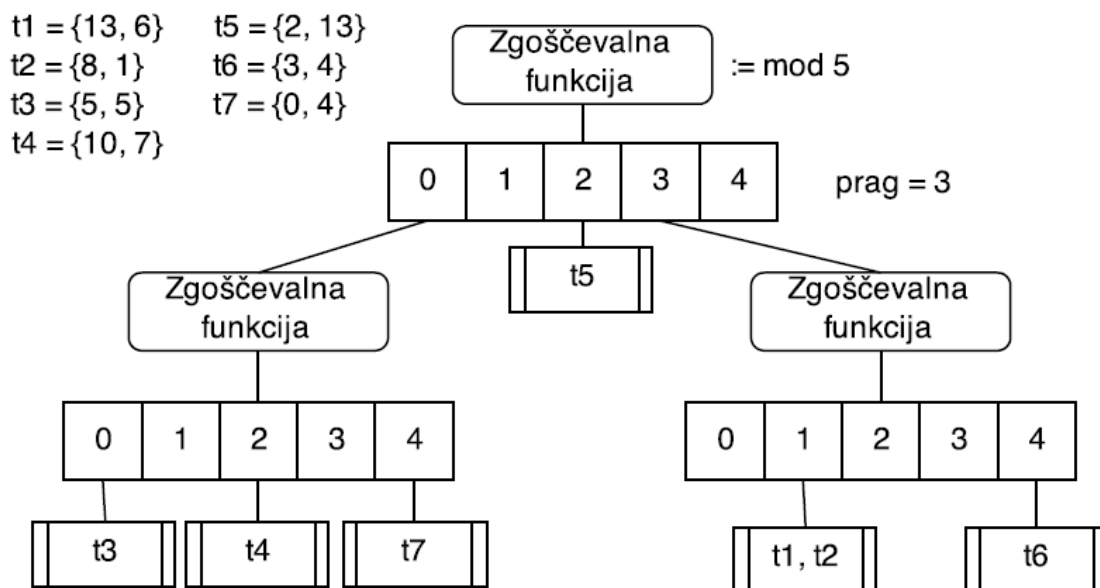 t1 = {13, 6} t5 = {2, 13}
t2 = {8, 1} t6 = {3, 4}
t3 = {5, 5} t7 = {0, 4}
t4 = {10, 7}
Zgoščevalna
funkcija
:= mod 5
0 1 2 3 4
prag = 3
t5
Zgoščevalna
funkcija
0 1 2 3 4
t3 t4 t7
Zgoščevalna
funkcija
0 1 2 3 4
t1, t2 t6